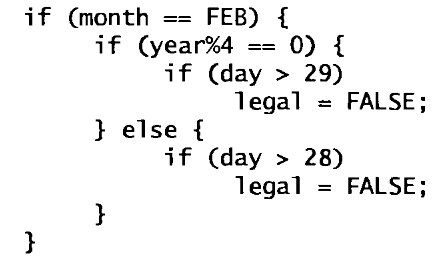 if (month == FEB) {
     if (year%4 == 0) {
          if (day > 29)
               legal = FALSE;
     } else {
          if (day > 28)
               legal = FALSE;
     }
}